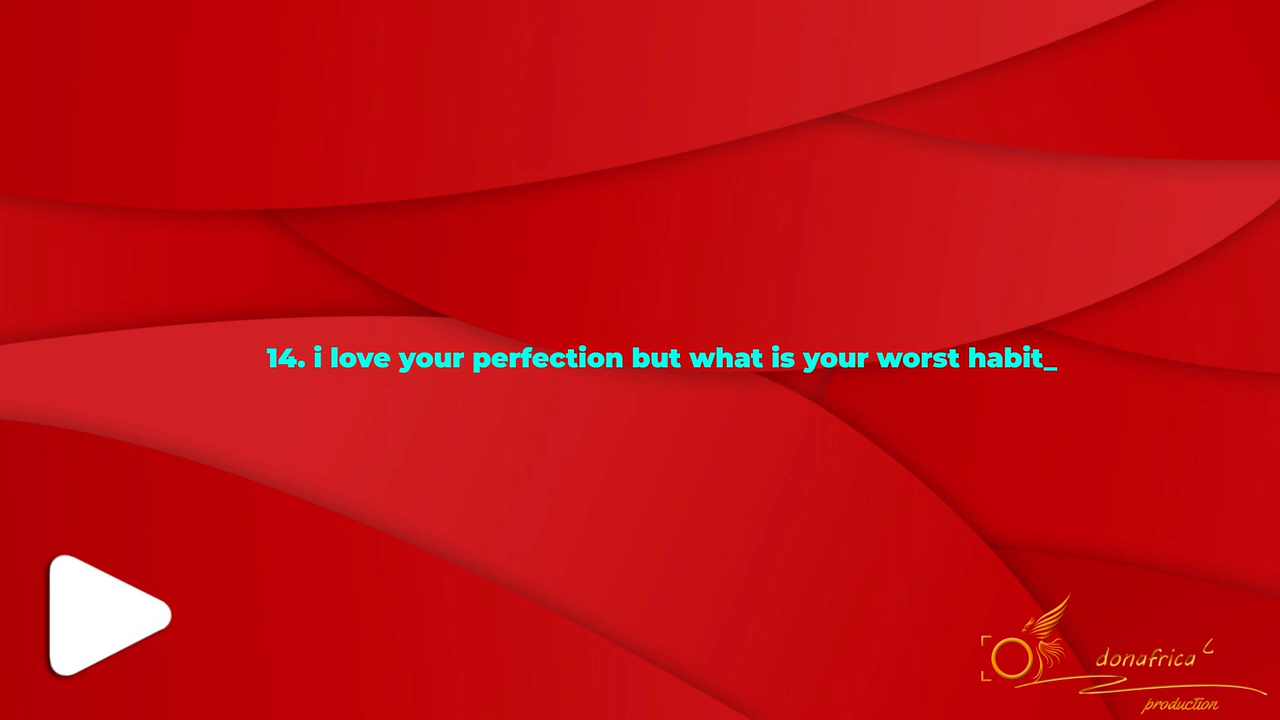 14. i love your perfection but what is your worst habit_
donafrica
production